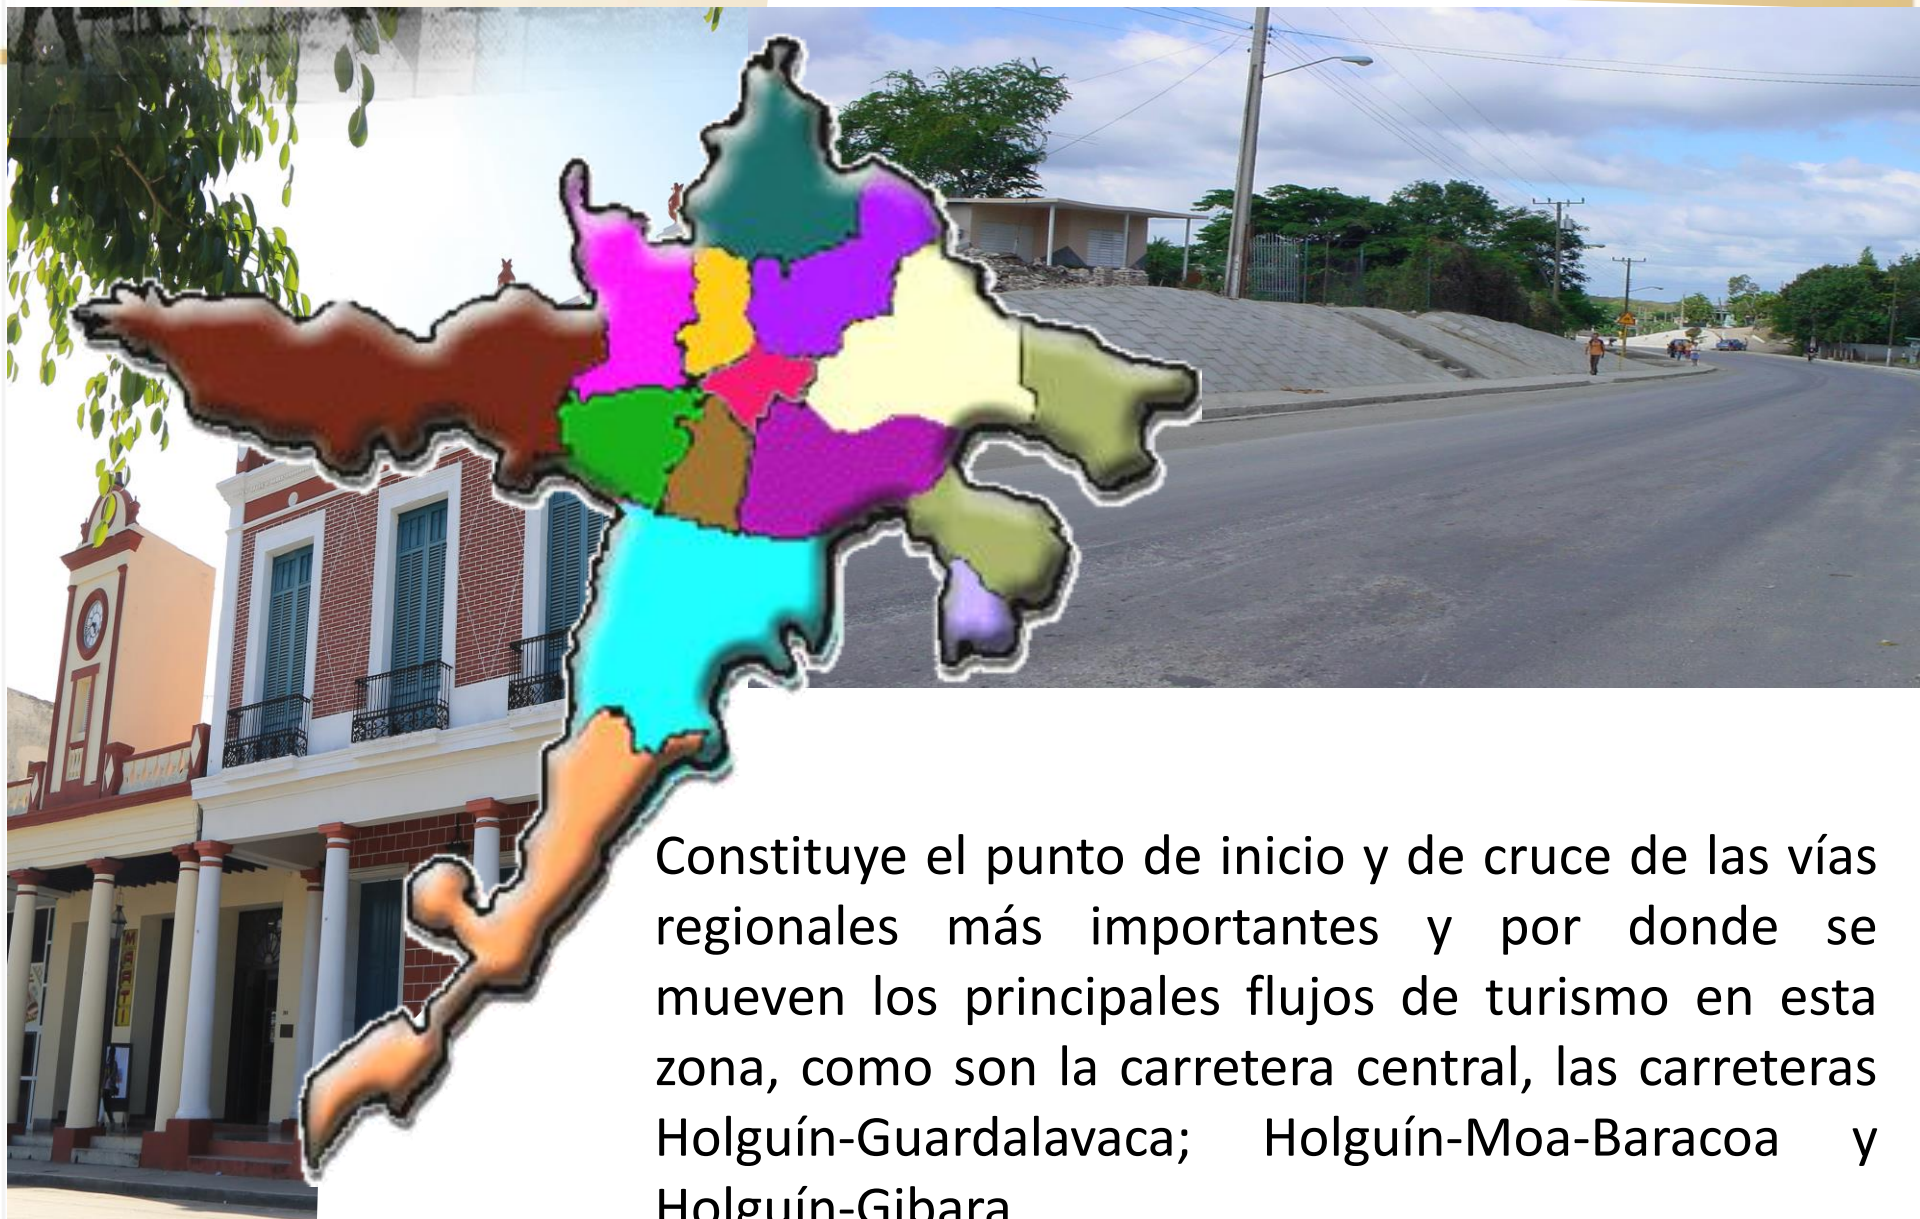 MARTI
Constituye el punto de inicio y de cruce de las vías
regionales más importantes y por donde se
mueven los principales flujos de turismo en esta
zona, como son la carretera central, las carreteras
Holguín-Guardalavaca; Holguín-Moa-Baracoa y
Holguín-Gibara